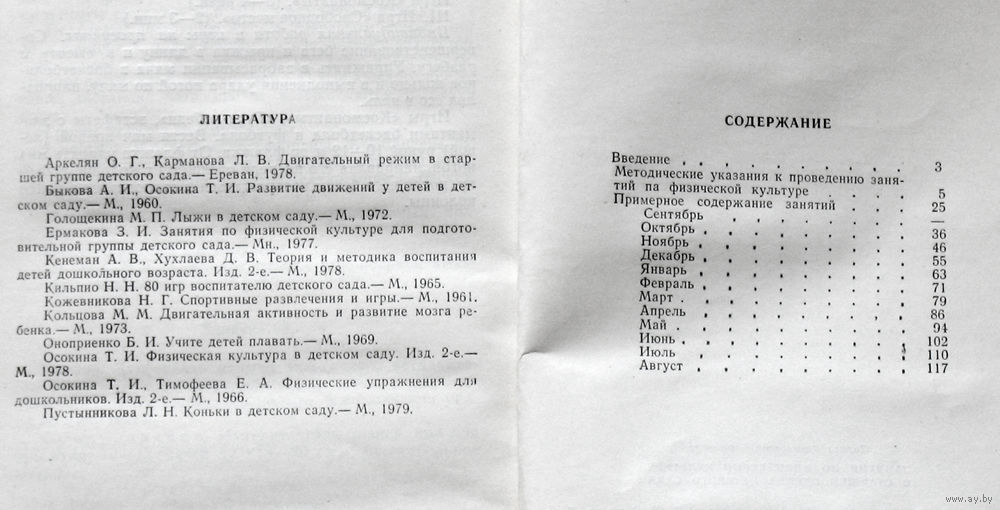 ЛИТЕРАТУРА
Аркелян О. Г., Карманова Л. В. Двигательный режим в стар-
шей группе детского сада.— Ереван, 1978.
Быкова А. И., Осокина Т. И. Развитие движений у детей в дет-
ском саду.— М., 1960.
Голощекина М. П. Лыжи в детском саду.— М., 1972.
Ермакова З. И. Занятия по физической культуре для подгото-
вительной группы детского сада.— Мн., 1977.
Кенеман А. В., Хухлаева Д. В. Теория и методика воспитания
детей дошкольного возраста. Изд. 2-е.— М., 1978.
Кильпио Н. Н. 80 игр воспитателю детского сада.— М., 1965.
Кожевникова Н. Г. Спортивные развлечения и игры.— М., 1961.
Кольцова М. М. Двигательная активность и развитие мозга ре-
бенка.— М., 1973.
Оноприенко Б. И. Учите детей плавать.— М., 1969.
Осокина Т. И. Физическая культура в детском саду. Изд. 2-е.—
М., 1978.
Осокина Т. И., Тимофеева Е. А. Физические упражнения для
дошкольников. Изд. 2-е.— М., 1966.
Пустынникова Л. Н. Коньки в детском саду.— М., 1979.
СОДЕРЖАНИЕ
Введение . . . . . . . . . . 3
Методические указания к проведению заня-
тий па физической культуре . . . . 5
Примерное содержание занятий . . . 25
Сентябрь . . . . . . . . —
Октябрь . . . . . . . . . 36
Ноябрь . . . . . . . . . 46
Декабрь . . . . . . . . . 55
Январь . . . . . . . . . 63
Февраль . . . . . . . . . 71
Март . . . . . . . . . . 79
Апрель . . . . . . . . . 86
Май . . . . . . . . . . 94
Июнь . . . . . . . . . . 102
Июль . . . . . . . . . 110
Август . . . . . . . . . 117
www.ay.by